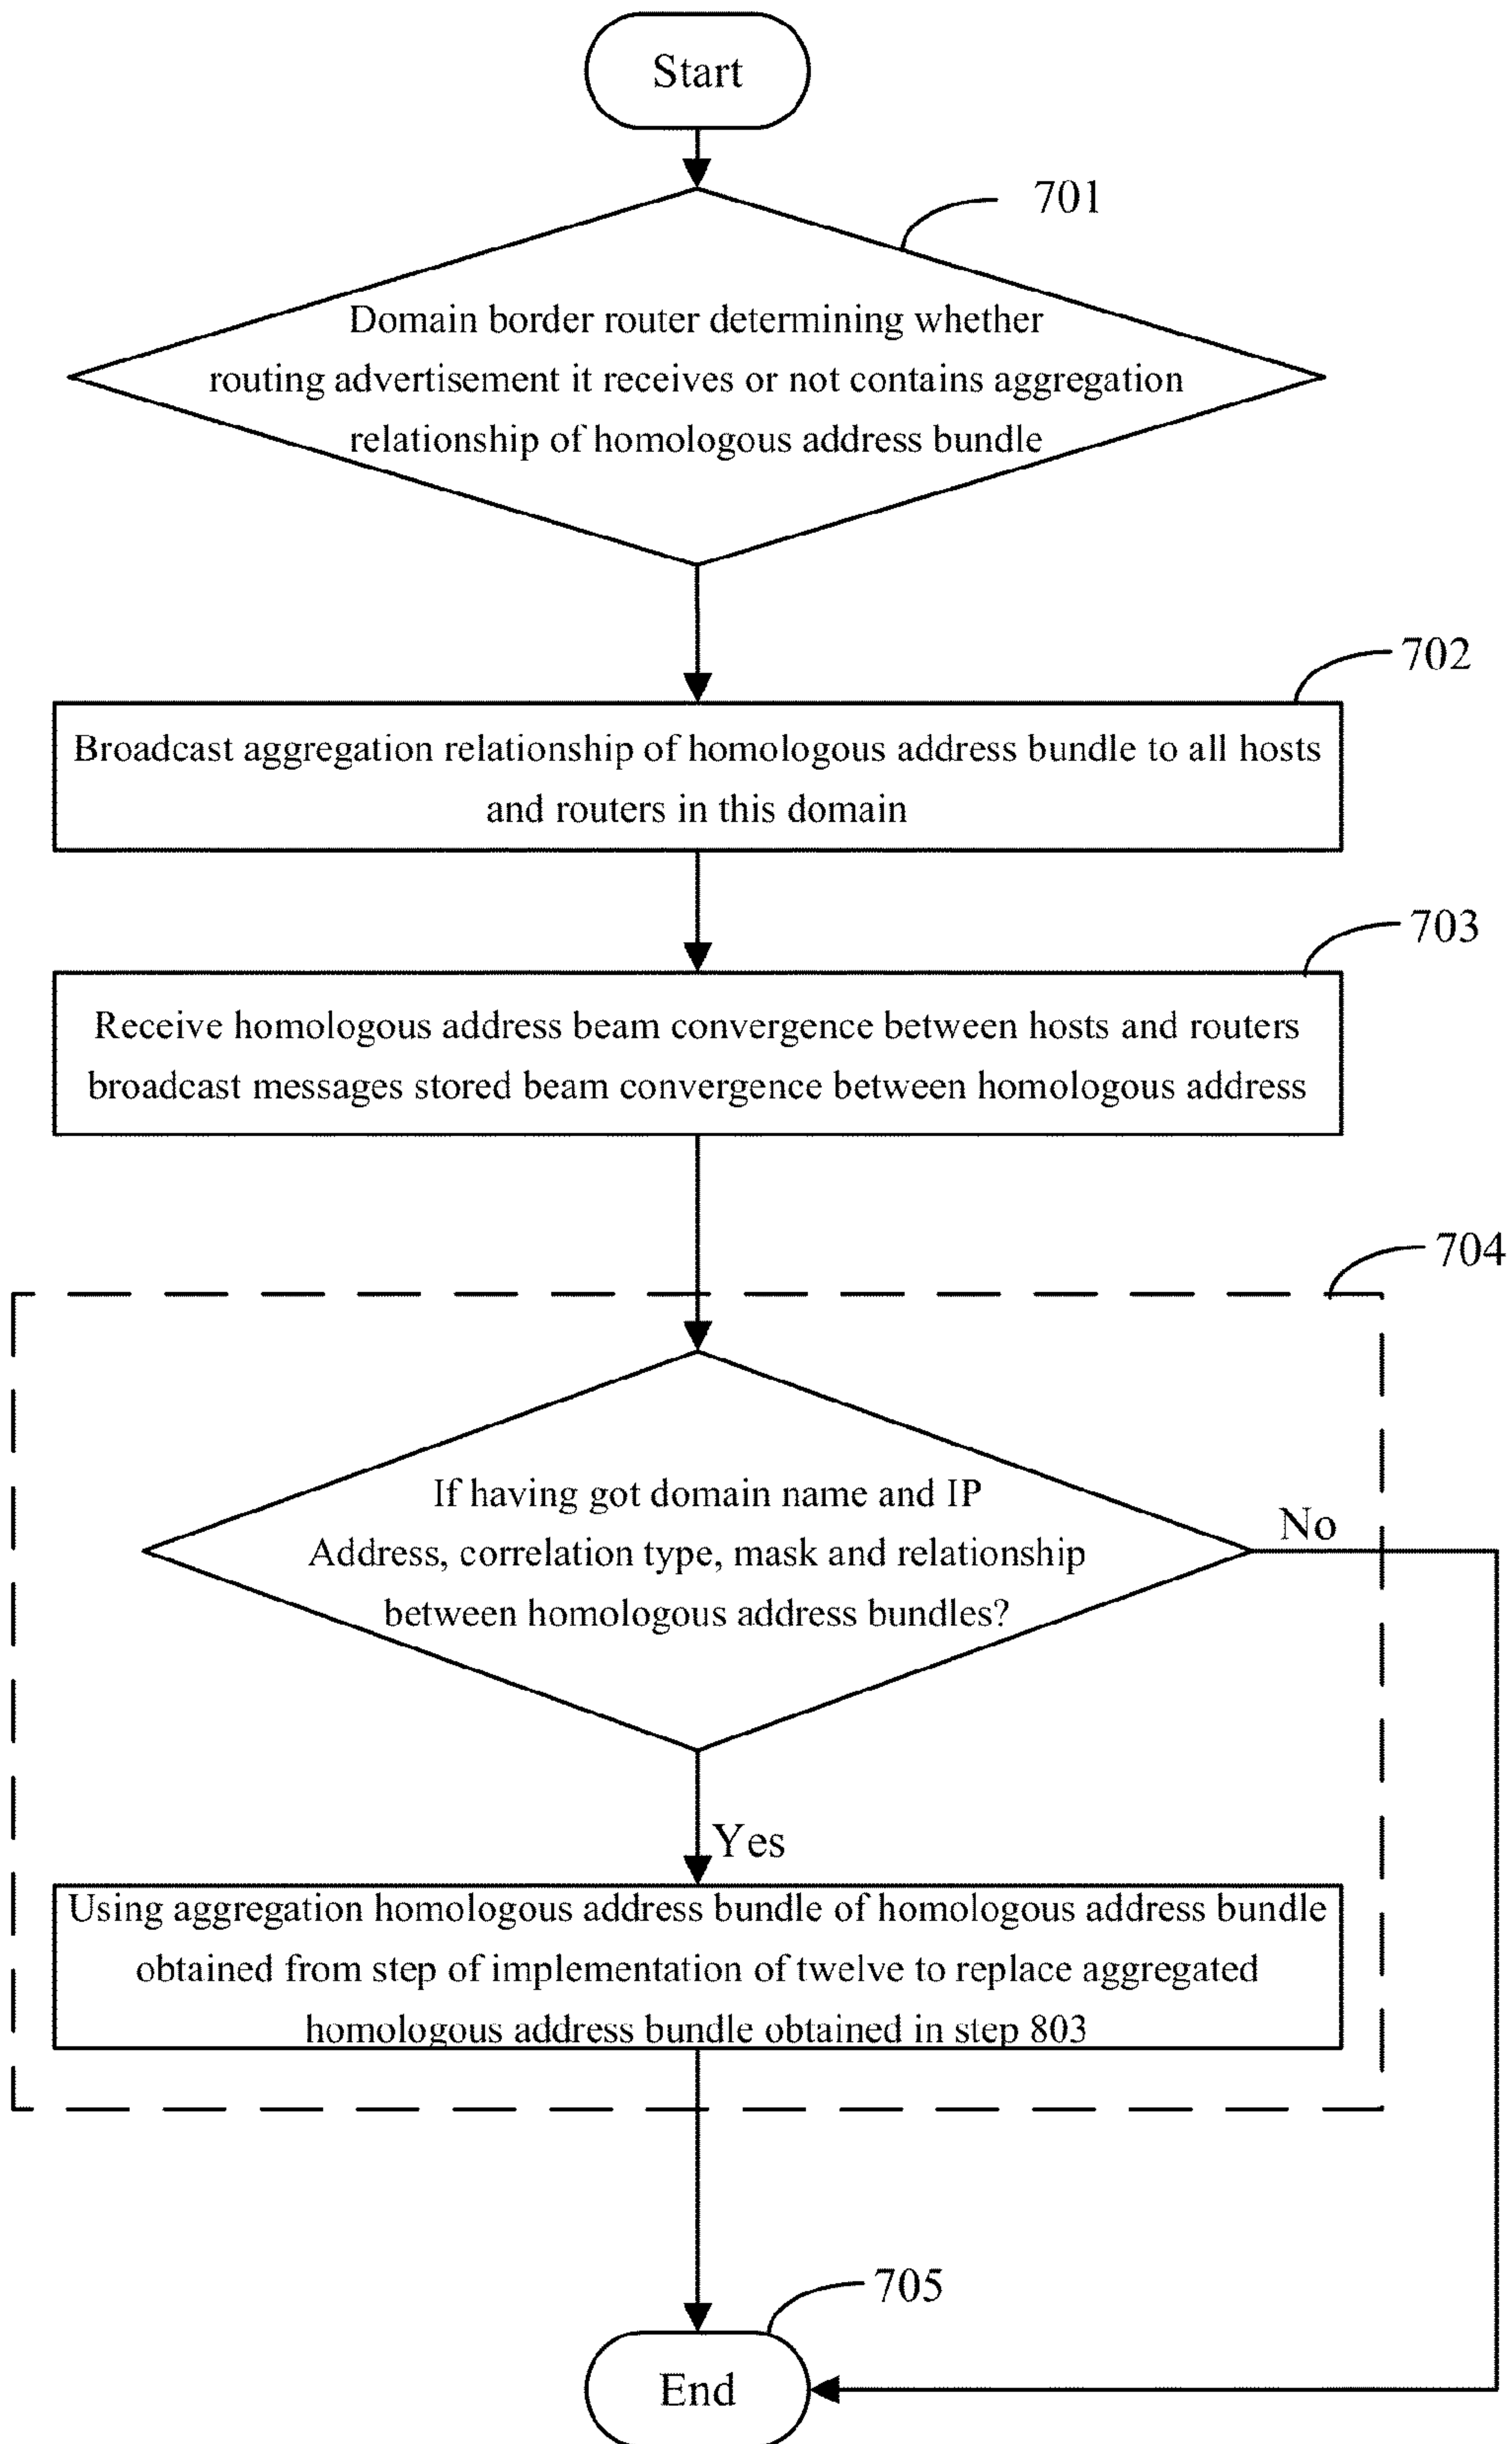 Start
701
Domain border router determining whether
routing advertisement it receives or not contains aggregation
relationship of homologous address bundle
702
Broadcast aggregation relationship of homologous address bundle to all hosts
and routers in this domain
703
Receive homologous address beam convergence between hosts and routers
broadcast messages stored beam convergence between homologous address
704
If having got domain name and IP
Address, correlation type, mask and relationship
between homologous address bundles?
No
Yes
Using aggregation homologous address bundle of homologous address bundle
obtained from step of implementation of twelve to replace aggregated
homologous address bundle obtained in step 803
705
End